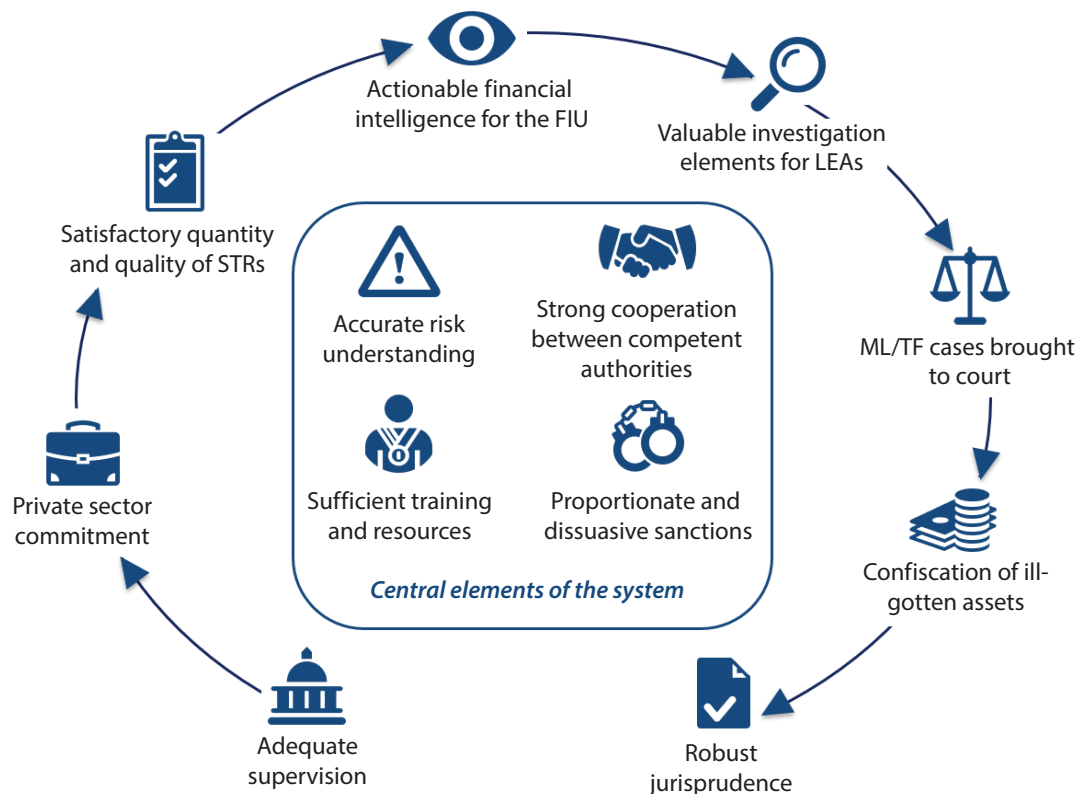 Actionable financial
intelligence for the FIU
Valuable investigation
elements for LEAs
Satisfactory quantity
and quality of STRs
Accurate risk
understanding
Strong cooperation
between competent
authorities
ML/TF cases brought
to court
Private sector
commitment
Sufficient training
and resources
Proportionate and
dissuasive sanctions
Central elements of the system
Confiscation of ill-
gotten assets
Adequate
supervision
Robust
jurisprudence